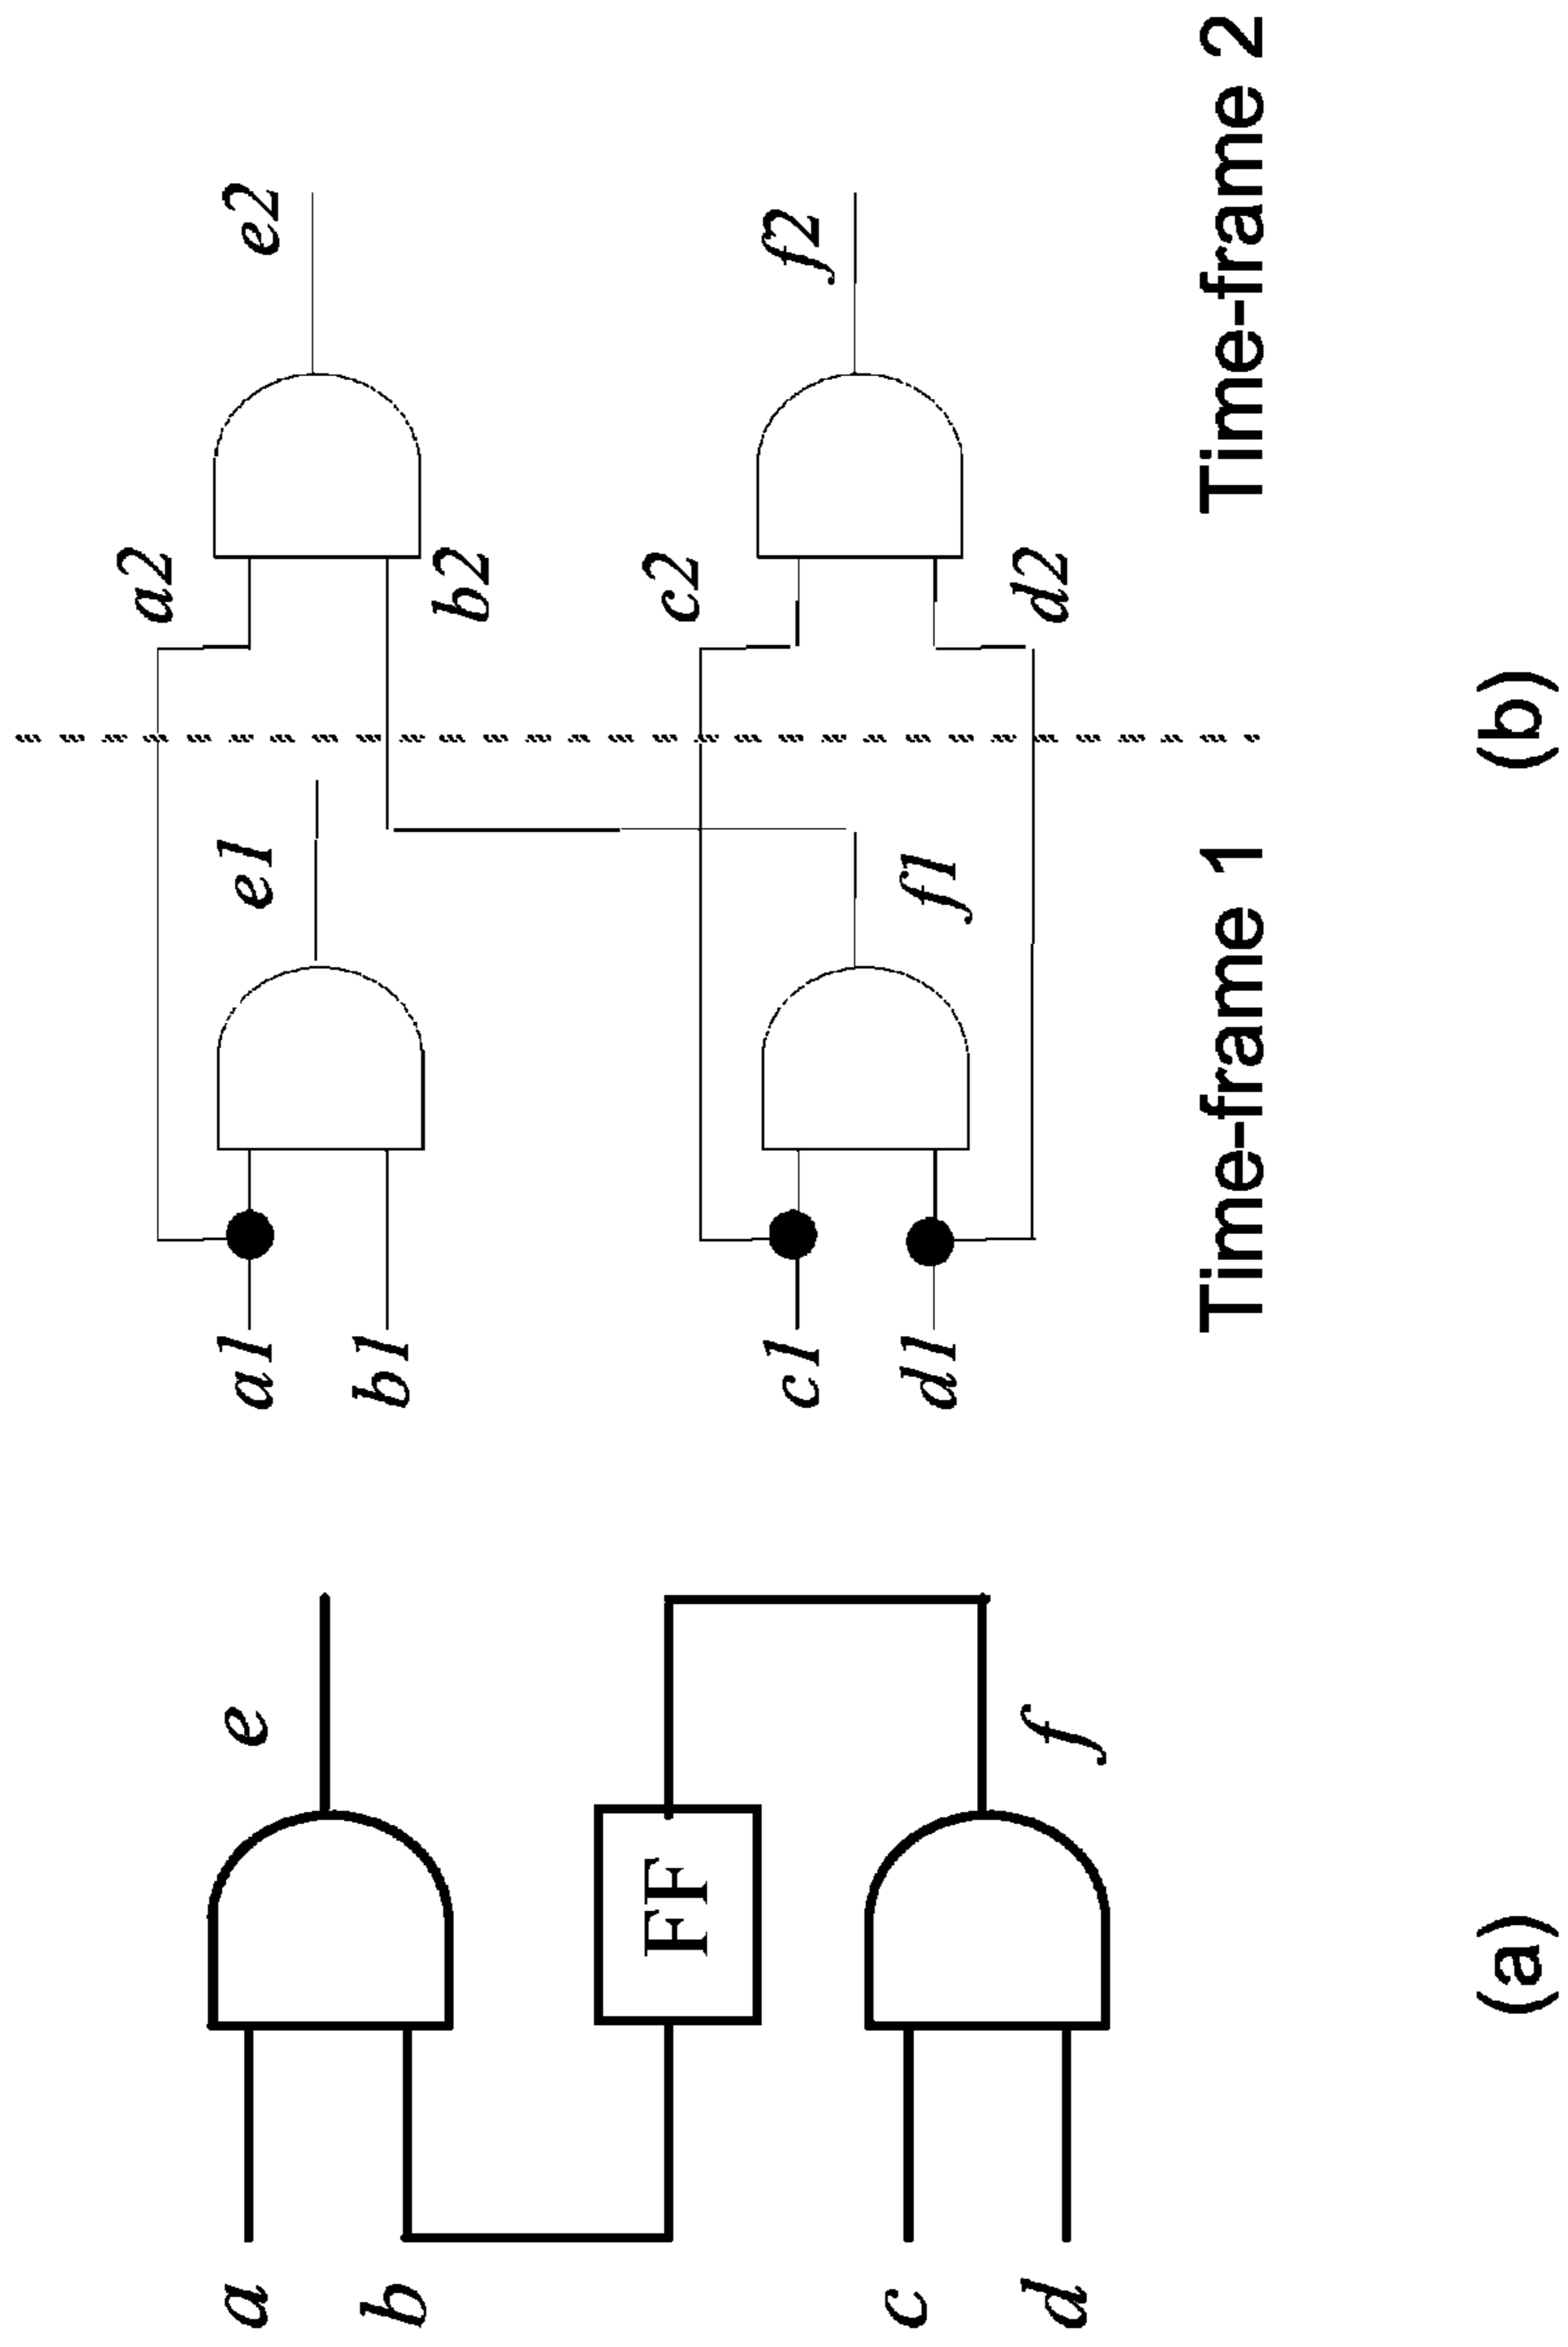 a
b
c
d
e
f
FF
(a)
a1
b1
c1
d1
e1
f1
a2
b2
c2
d2
e2
f2
Time-frame 1
Time-frame 2
(b)